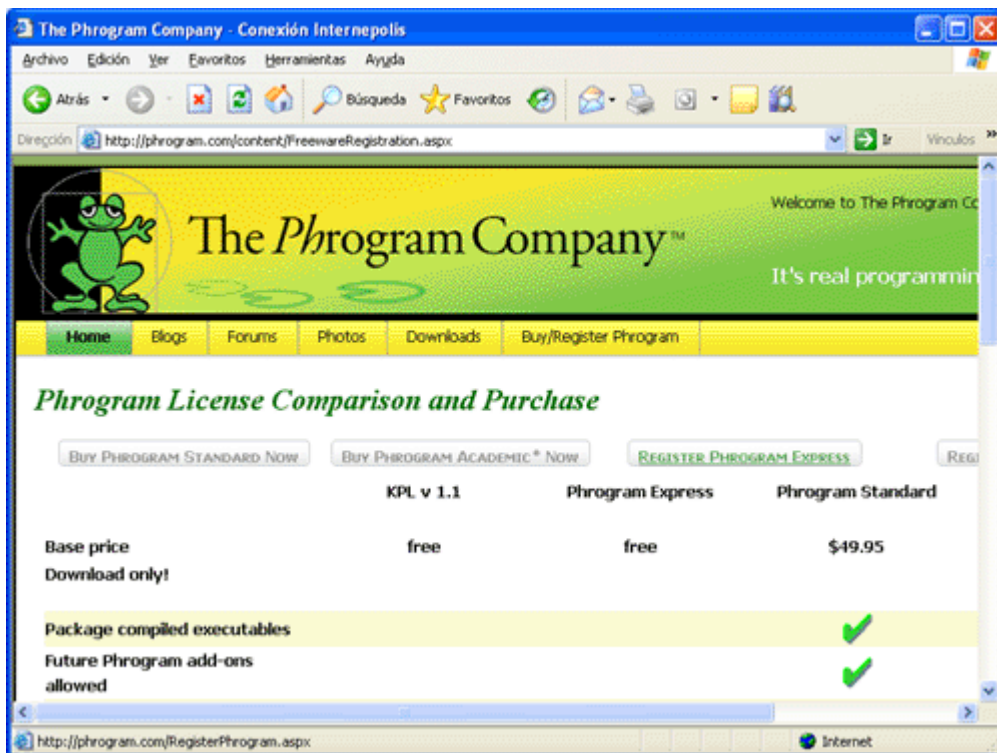 The Phrogram Company - Conexión Internepolis
Archivo Edición Ver Favoritos Herramientas Ayuda
Atrás Búsqueda Favoritos
Dirección http://phrogram.com/content/FreewareRegistration.aspx Ir Vínculos »
Welcome to The Phrogram Co
The Phrogram Company™
It's real programmin
Home Blogs Forums Photos Downloads Buy/Register Phrogram
Phrogram License Comparison and Purchase
Buy Phrogram Standard Now Buy Phrogram Academic* Now Register Phrogram Express Regi
KPL v 1.1 Phrogram Express Phrogram Standard
Base price free free $49.95
Download only!
Package compiled executables
Future Phrogram add-ons
allowed
http://phrogram.com/RegisterPhrogram.aspx Internet